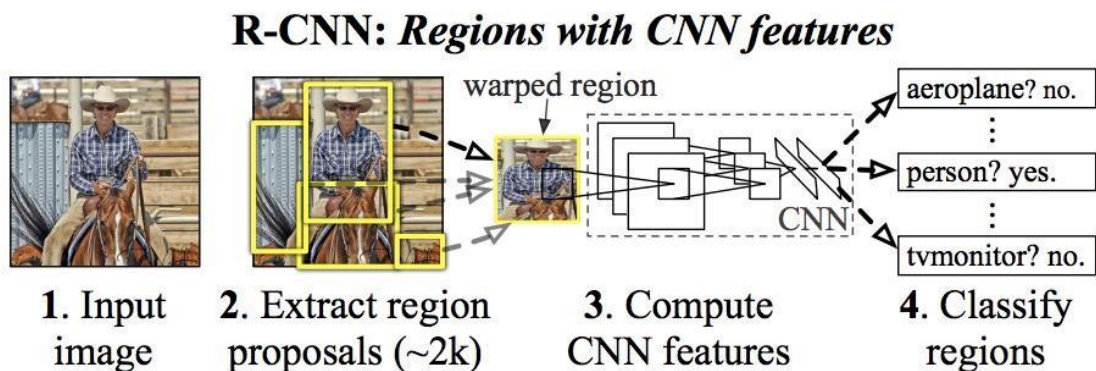 R-CNN: Regions with CNN features
warped region
aeroplane? no.
⋮
person? yes.
⋮
tvmonitor? no.
CNN
1. Input
image
2. Extract region
proposals (~2k)
3. Compute
CNN features
4. Classify
regions